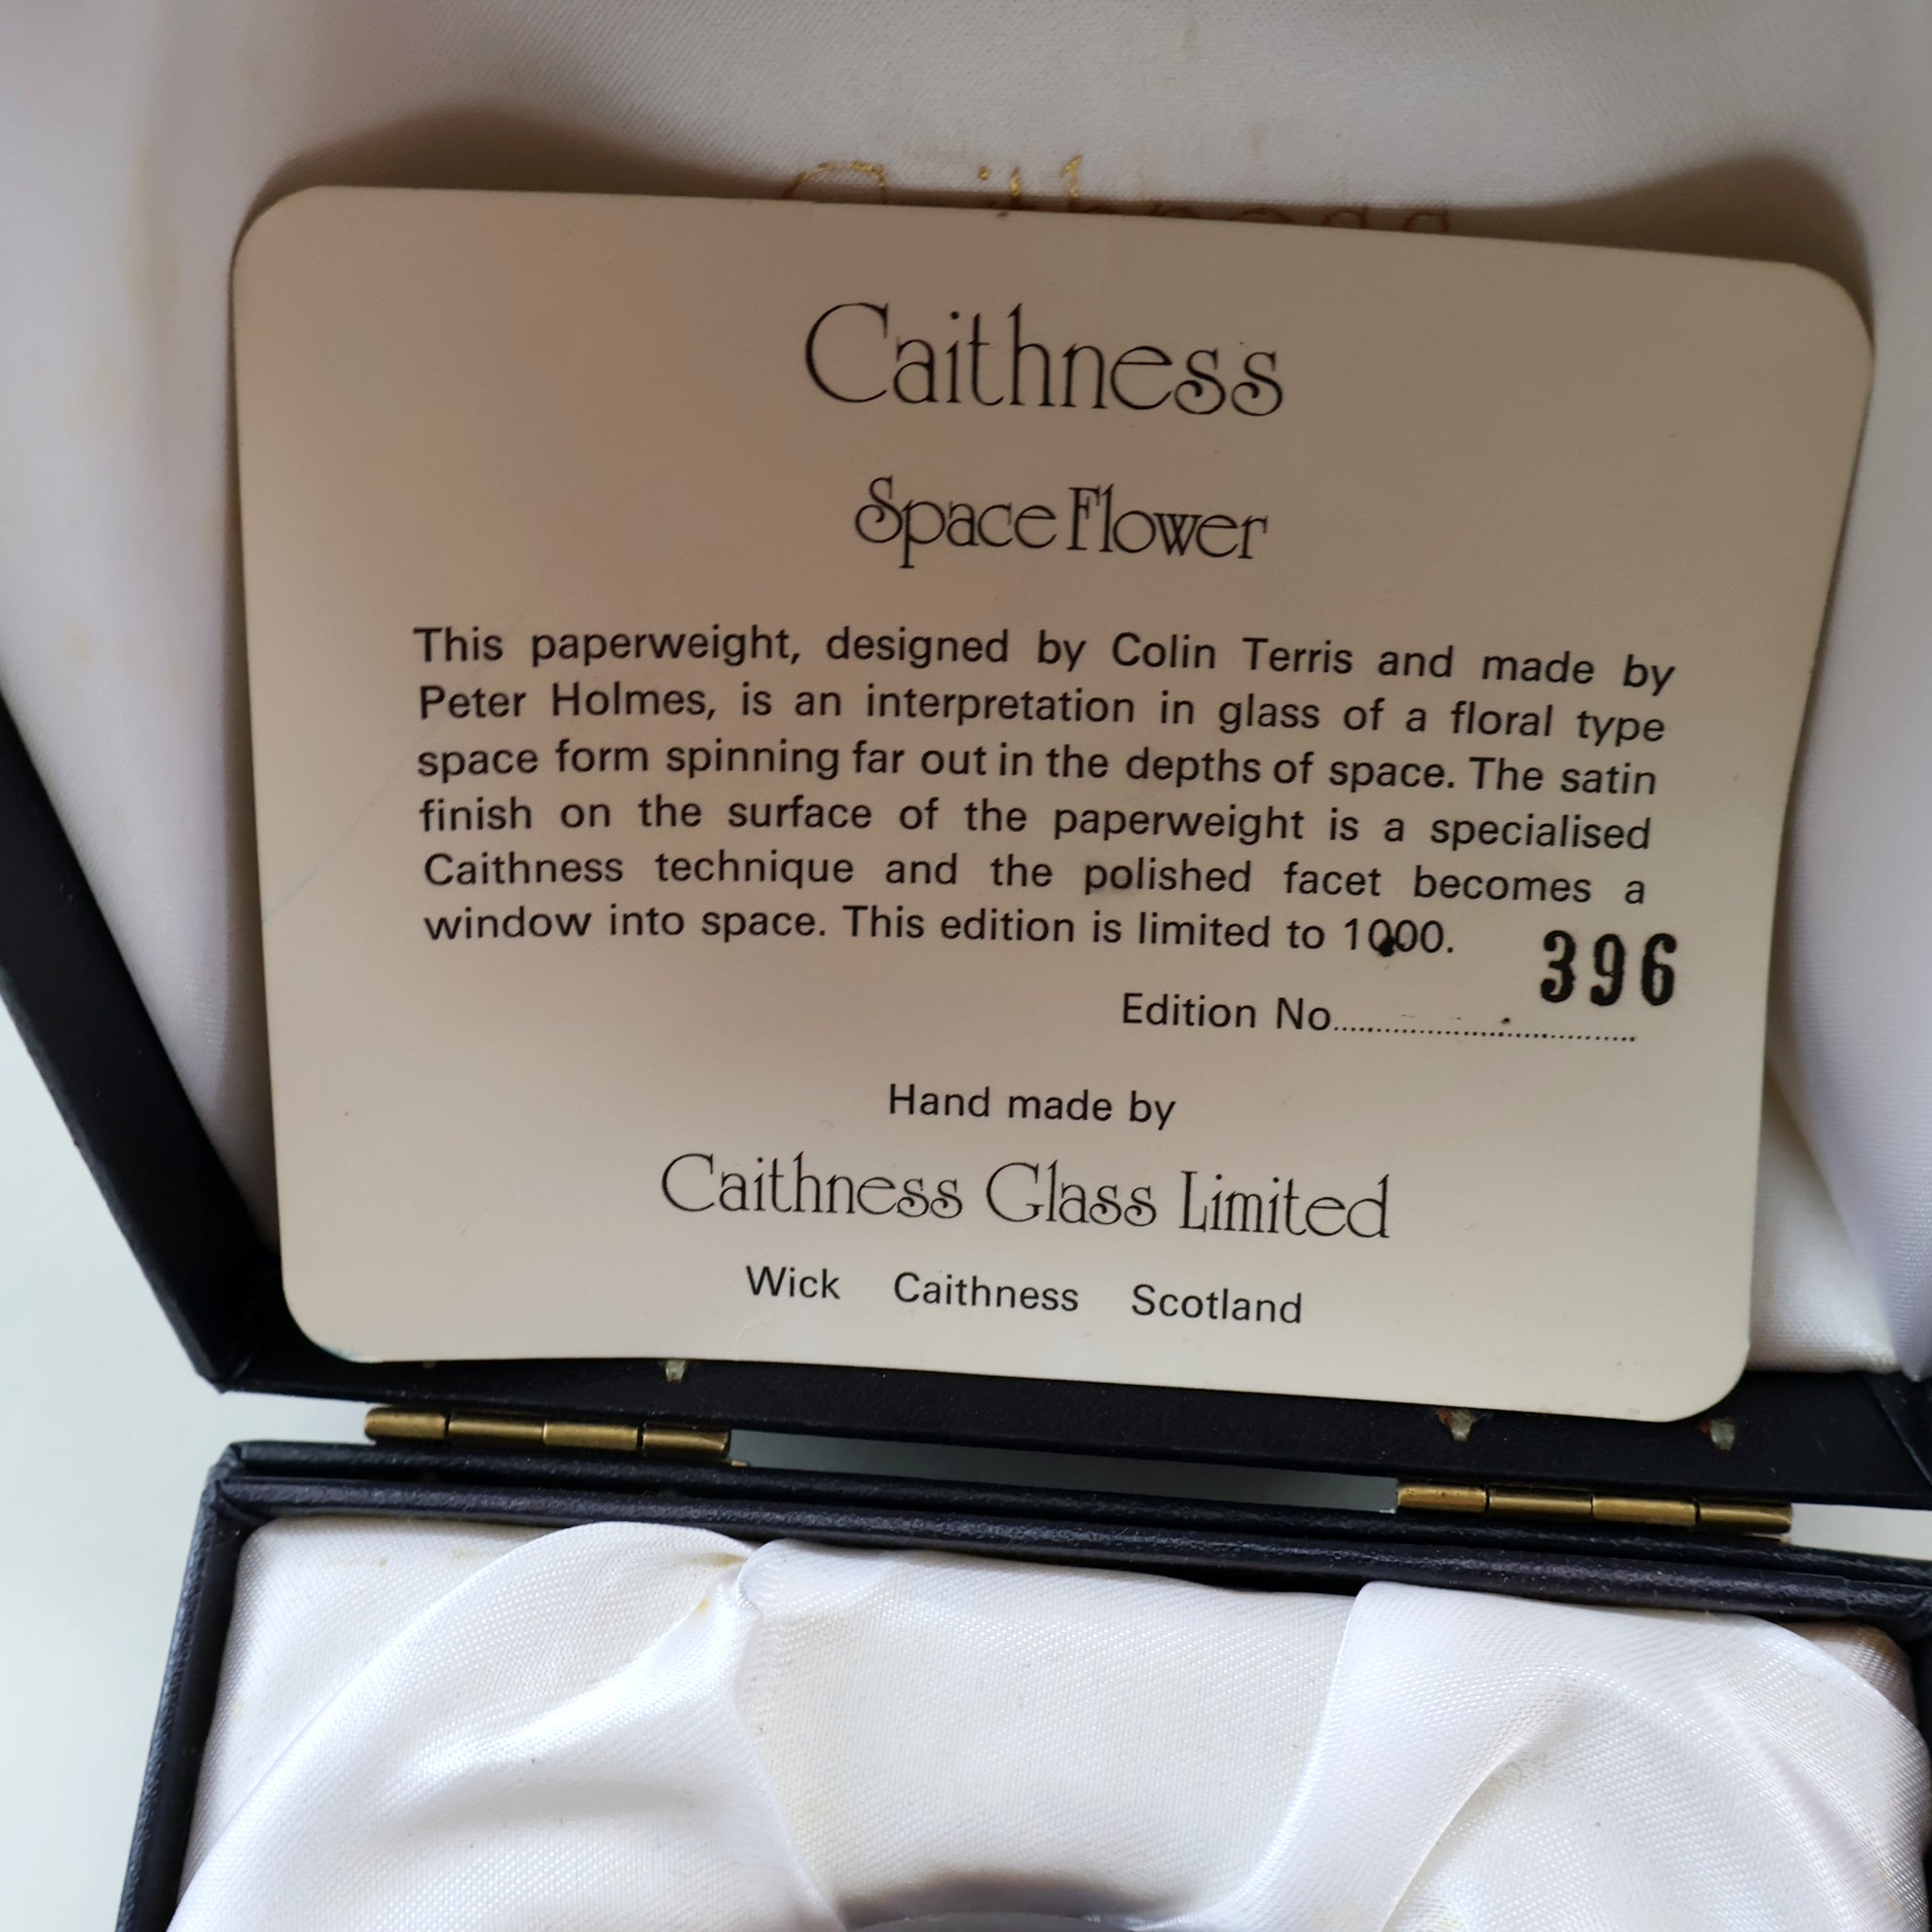 Caithness
Caithness
Space Flower
This paperweight, designed by Colin Terris and made by
Peter Holmes, is an interpretation in glass of a floral type
space form spinning far out in the depths of space. The satin
finish on the surface of the paperweight is a specialised
Caithness technique and the polished facet becomes a
window into space. This edition is limited to 1000.
396
Edition No..............................
Hand made by
Caithness Glass Limited
Wick Caithness Scotland